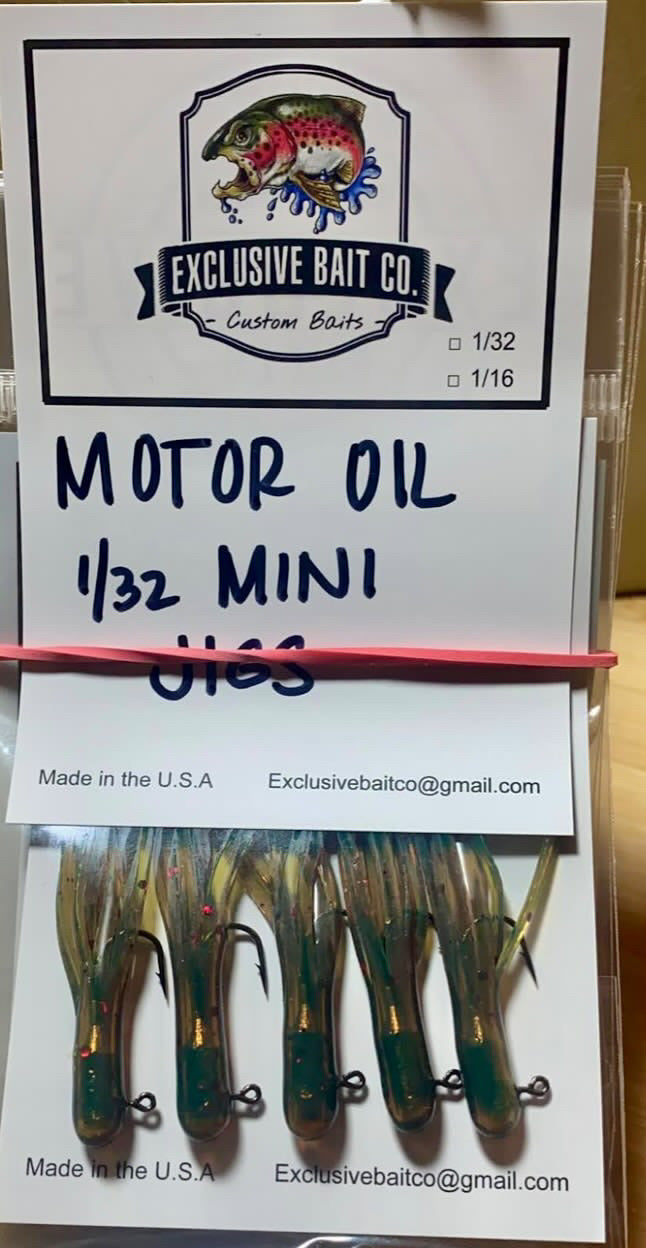 EXCLUSIVE BAIT CO.
- Custom Baits -
□ 1/32
□ 1/16
MOTOR OIL
1/32 MINI
JIGS
Made in the U.S.A Exclusivebaitco@gmail.com
Made in the U.S.A Exclusivebaitco@gmail.com